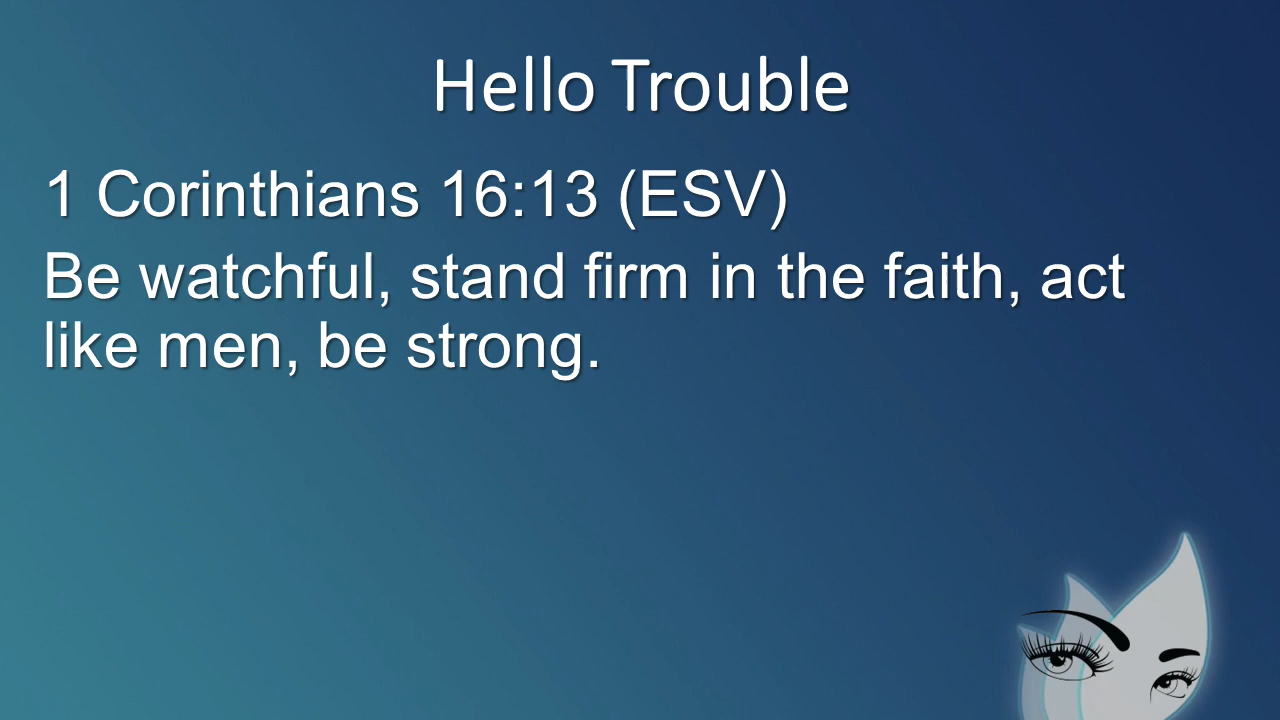 Hello Trouble
1 Corinthians 16:13 (ESV)
Be watchful, stand firm in the faith, act
like men, be strong.